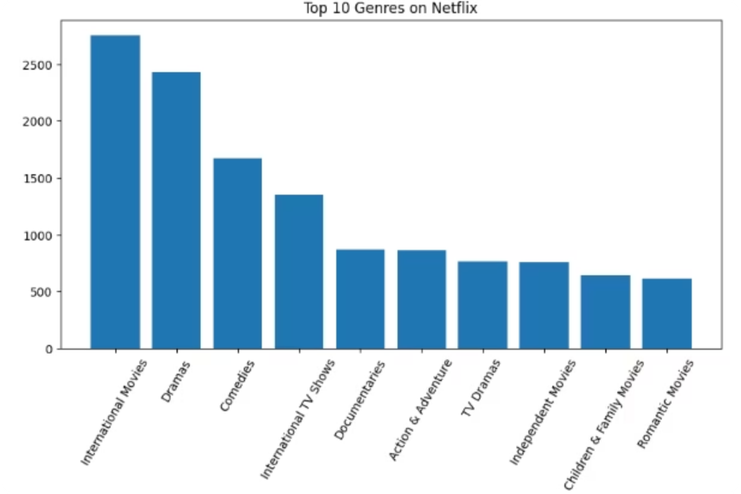 Top 10 Genres on Netflix
2500
2000
1500
1000
500
0
International Movies
Dramas
Comedies
International TV Shows
Documentaries
Action & Adventure
TV Dramas
Independent Movies
Children & Family Movies
Romantic Movies